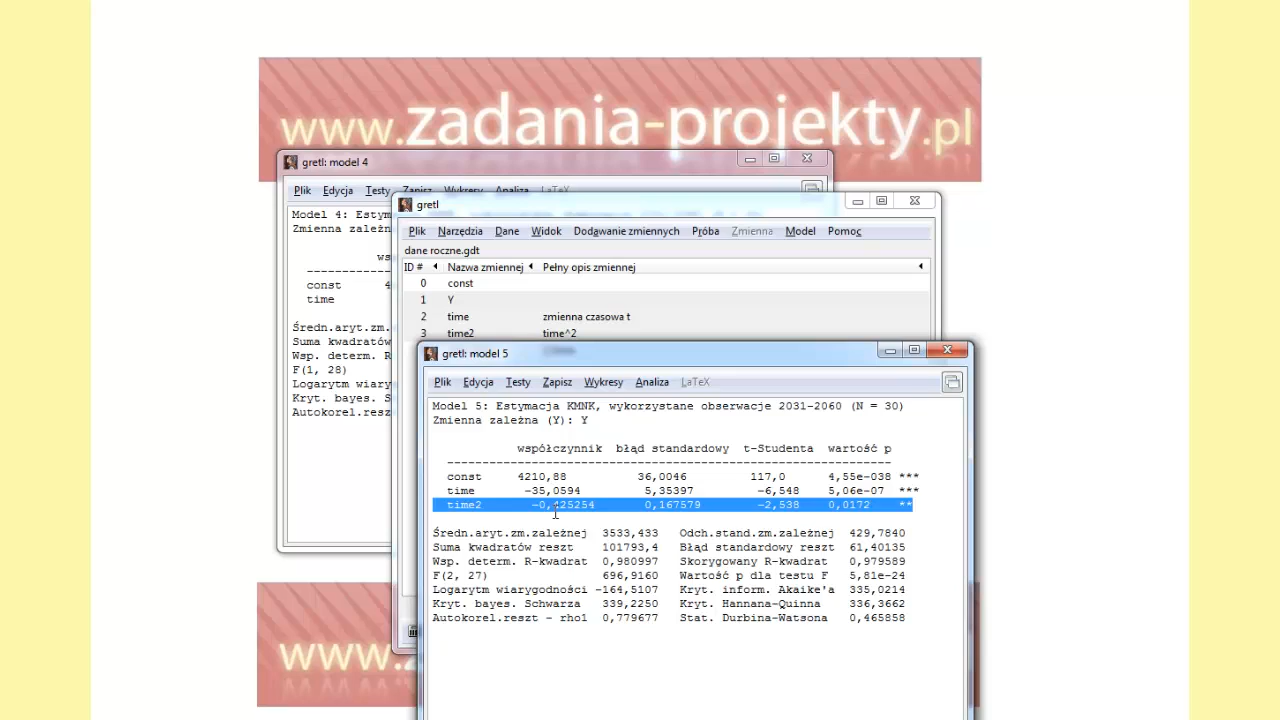 www.zadania-projekty.pl
gretl: model 4
Plik Edycja Testy Zapisz Wykresy Analiza LaTeX
Model 4: Estym
Zmienna zależ
const 4
time
Średn.aryt.zm.
Suma kwadratów
Wsp. determ. R
F(1, 28)
Logarytm wiary
Kryt. bayes. S
Autokorel.resz
gretl
Plik Narzędzia Dane Widok Dodawanie zmiennych Próba Zmienna Model Pomoc
dane roczne.gdt
ID # Nazwa zmiennej Pełny opis zmiennej
0 const
1 Y
2 time zmienna czasowa t
3 time2 time^2
gretl: model 5
Plik Edycja Testy Zapisz Wykresy Analiza LaTeX
Model 5: Estymacja KMNK, wykorzystane obserwacje 2031-2060 (N = 30)
Zmienna zależna (Y): Y
współczynnik błąd standardowy t-Studenta wartość p
const 4210,88 36,0046 117,0 4,55e-038 ***
time -35,0594 5,35397 -6,548 5,06e-07 ***
time2 -0,425254 0,167579 -2,538 0,0172 **
Średn.aryt.zm.zależnej 3533,433 Odch.stand.zm.zależnej 429,7840
Suma kwadratów reszt 101793,4 Błąd standardowy reszt 61,40135
Wsp. determ. R-kwadrat 0,980997 Skorygowany R-kwadrat 0,979589
F(2, 27) 696,9160 Wartość p dla testu F 5,81e-24
Logarytm wiarygodności -164,5107 Kryt. inform. Akaike'a 335,0214
Kryt. bayes. Schwarza 339,2250 Kryt. Hannana-Quinna 336,3662
Autokorel.reszt - rho1 0,779677 Stat. Durbina-Watsona 0,465858
www.